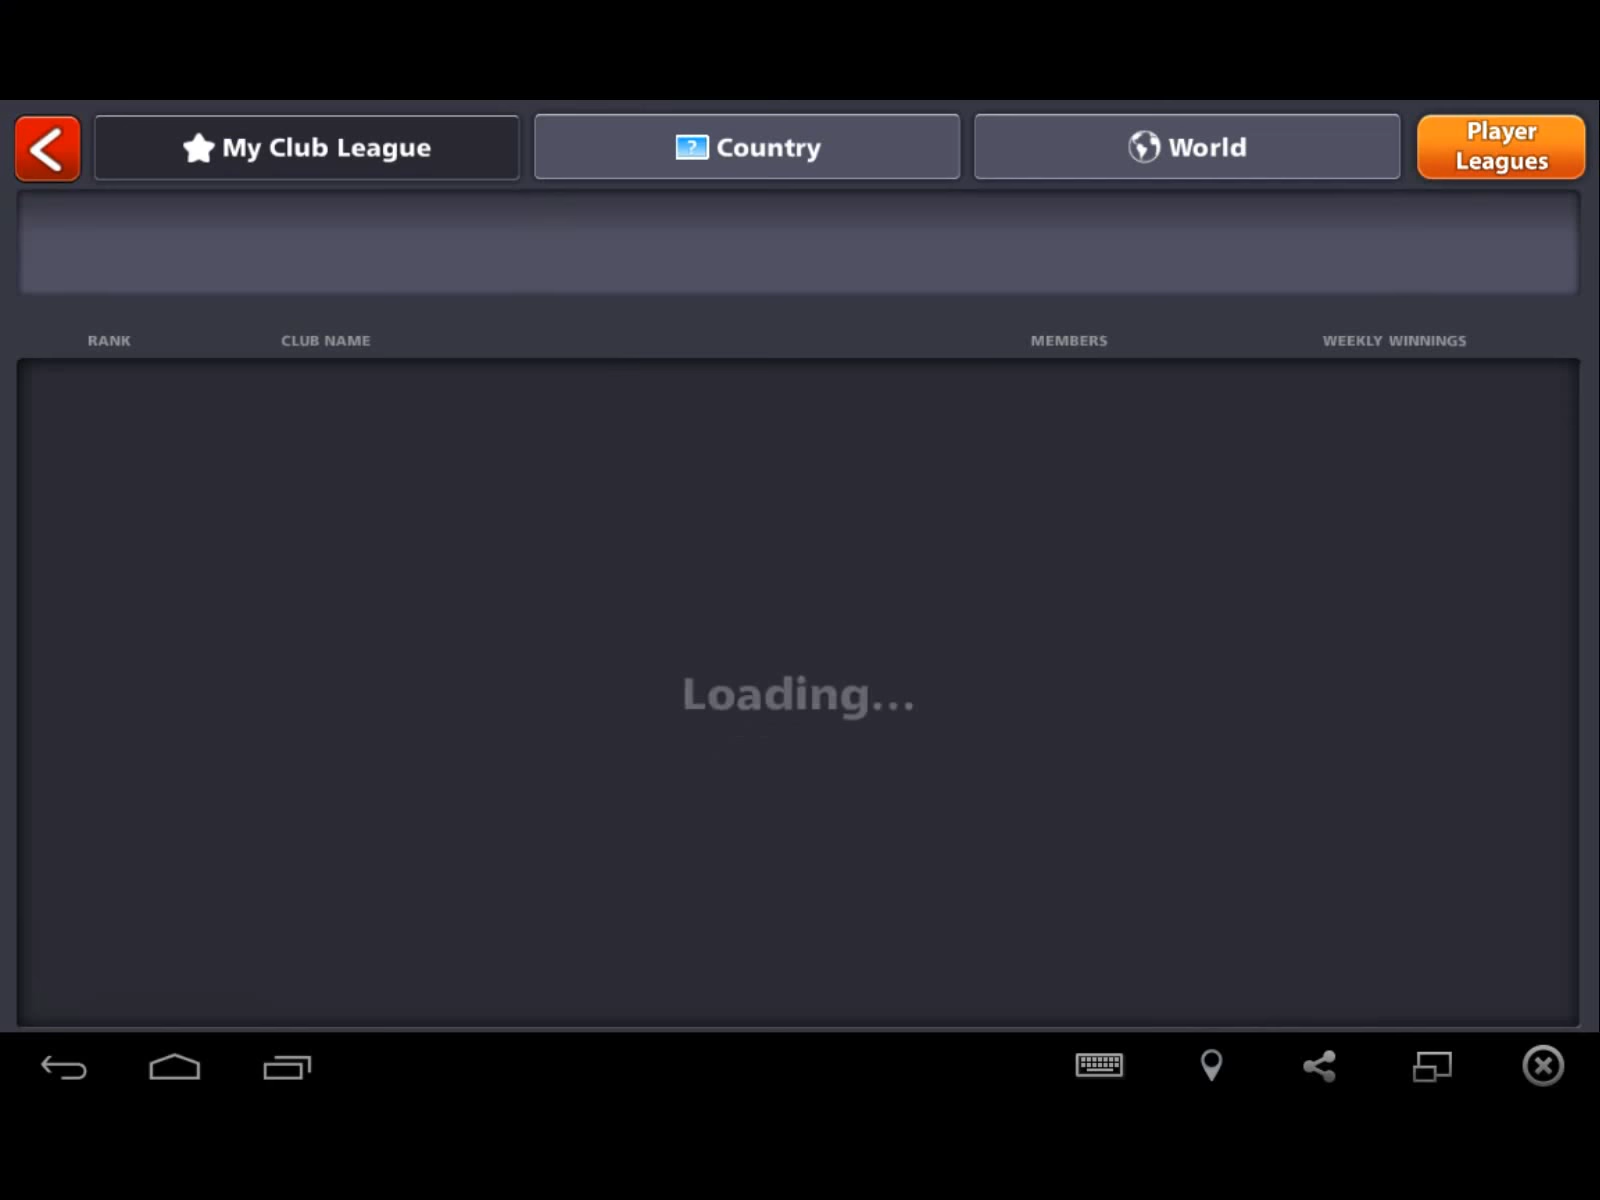 My Club League
?
Country
World
Player
Leagues
RANK
CLUB NAME
MEMBERS
WEEKLY WINNINGS
Loading...